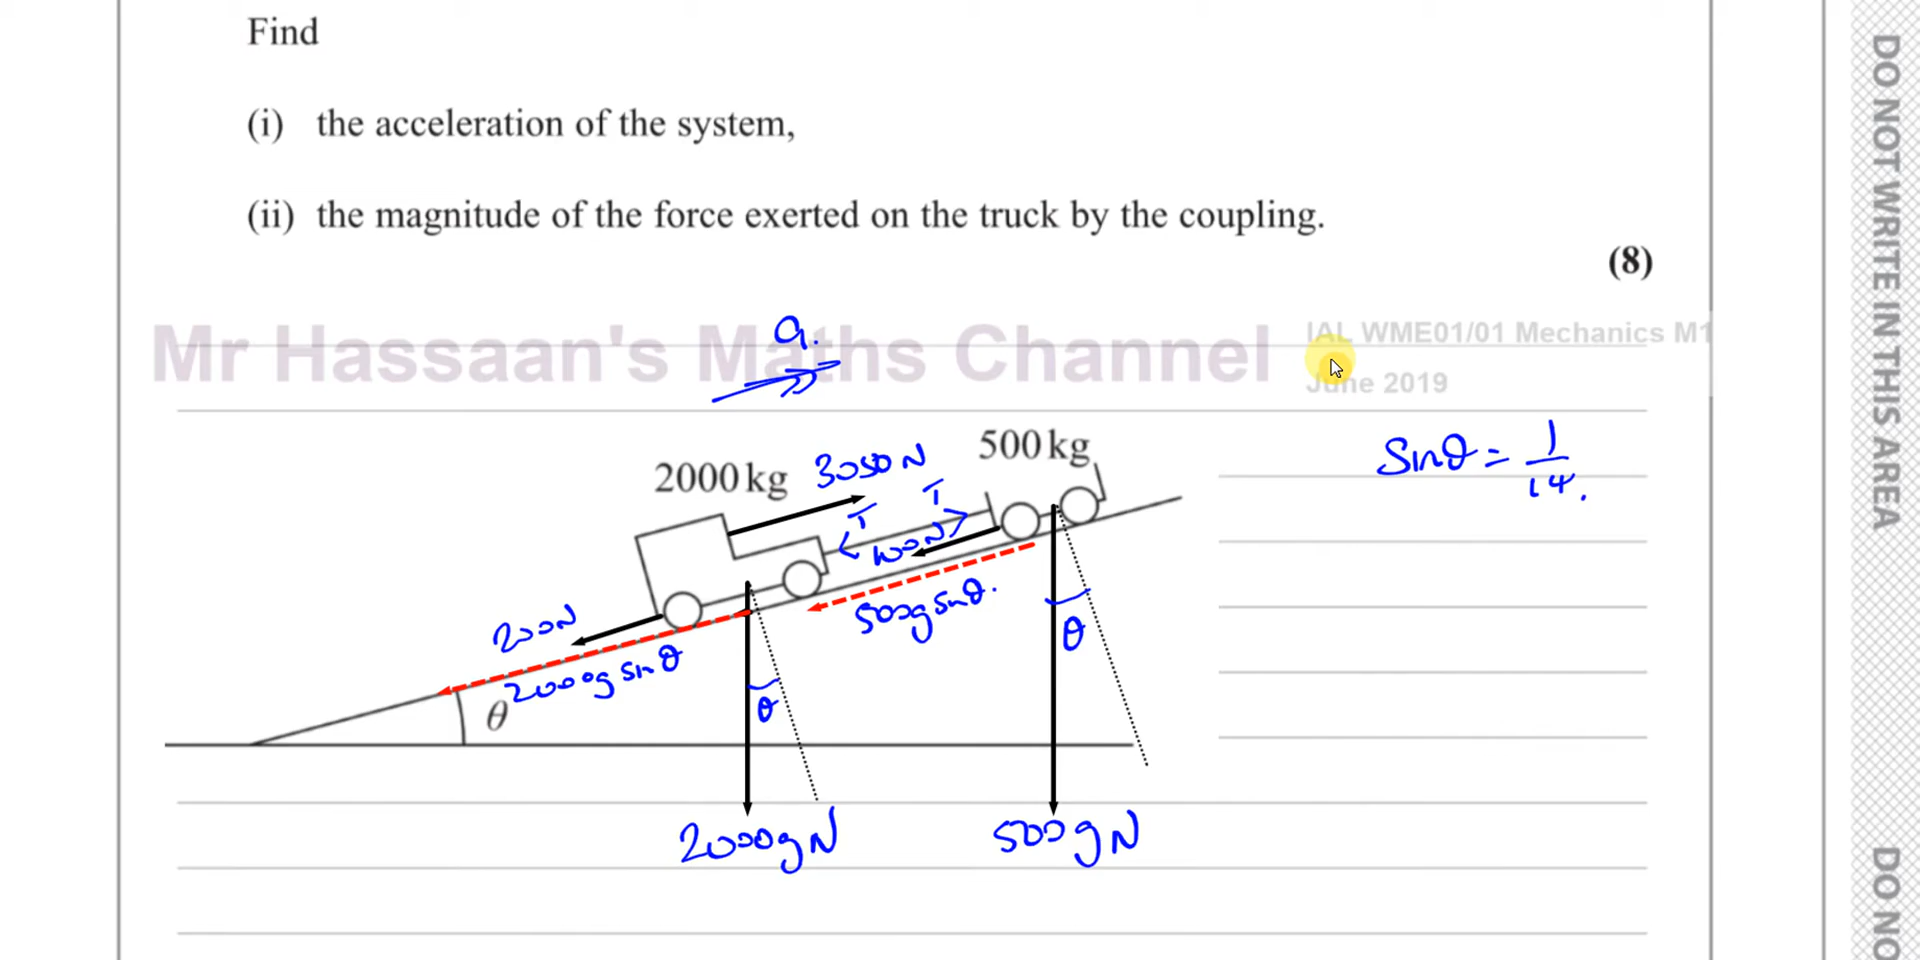 Find
(i) the acceleration of the system,
(ii) the magnitude of the force exerted on the truck by the coupling.
(8)
Mr Hassaan's Maths Channel
IAL WME01/01 Mechanics M1
June 2019
a.
sinθ = 1/14.
2000 kg
3050 N
500 kg
T
T
100N
200N
2000g sin θ
500g sinθ.
θ
θ
θ
2000g N
500g N
DO NOT WRITE IN THIS AREA
DO NO